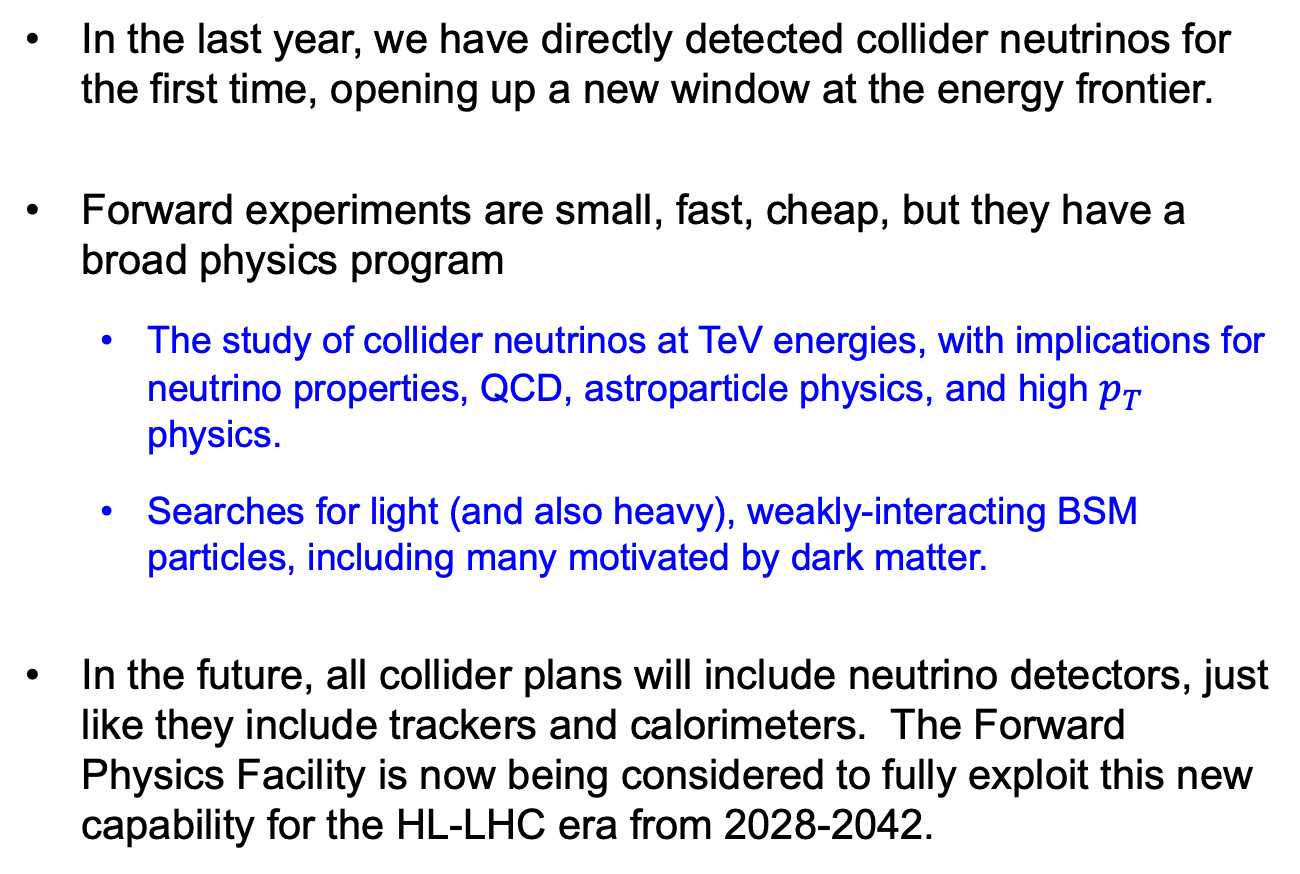 • In the last year, we have directly detected collider neutrinos for
the first time, opening up a new window at the energy frontier.
• Forward experiments are small, fast, cheap, but they have a
broad physics program
• The study of collider neutrinos at TeV energies, with implications for
neutrino properties, QCD, astroparticle physics, and high p_T
physics.
• Searches for light (and also heavy), weakly-interacting BSM
particles, including many motivated by dark matter.
• In the future, all collider plans will include neutrino detectors, just
like they include trackers and calorimeters.  The Forward
Physics Facility is now being considered to fully exploit this new
capability for the HL-LHC era from 2028-2042.